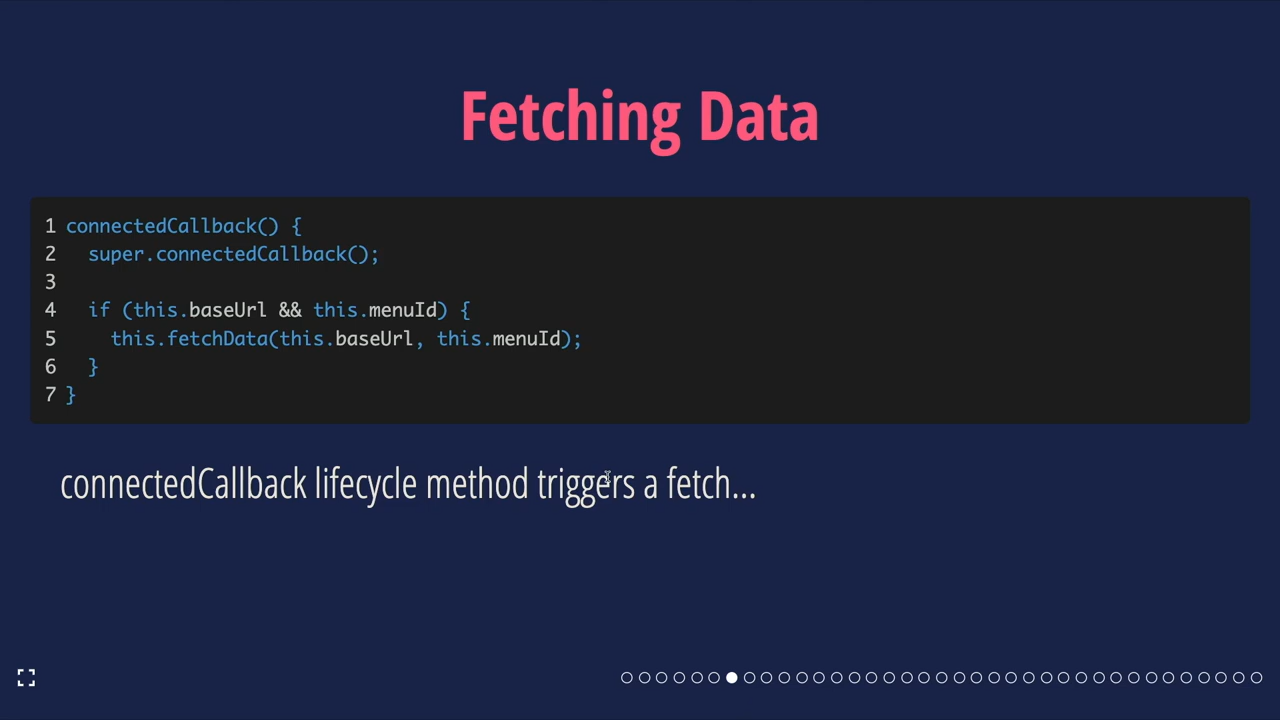 Fetching Data
1 connectedCallback() {
2   super.connectedCallback();
3
4   if (this.baseUrl && this.menuId) {
5     this.fetchData(this.baseUrl, this.menuId);
6   }
7 }
connectedCallback lifecycle method triggers a fetch...